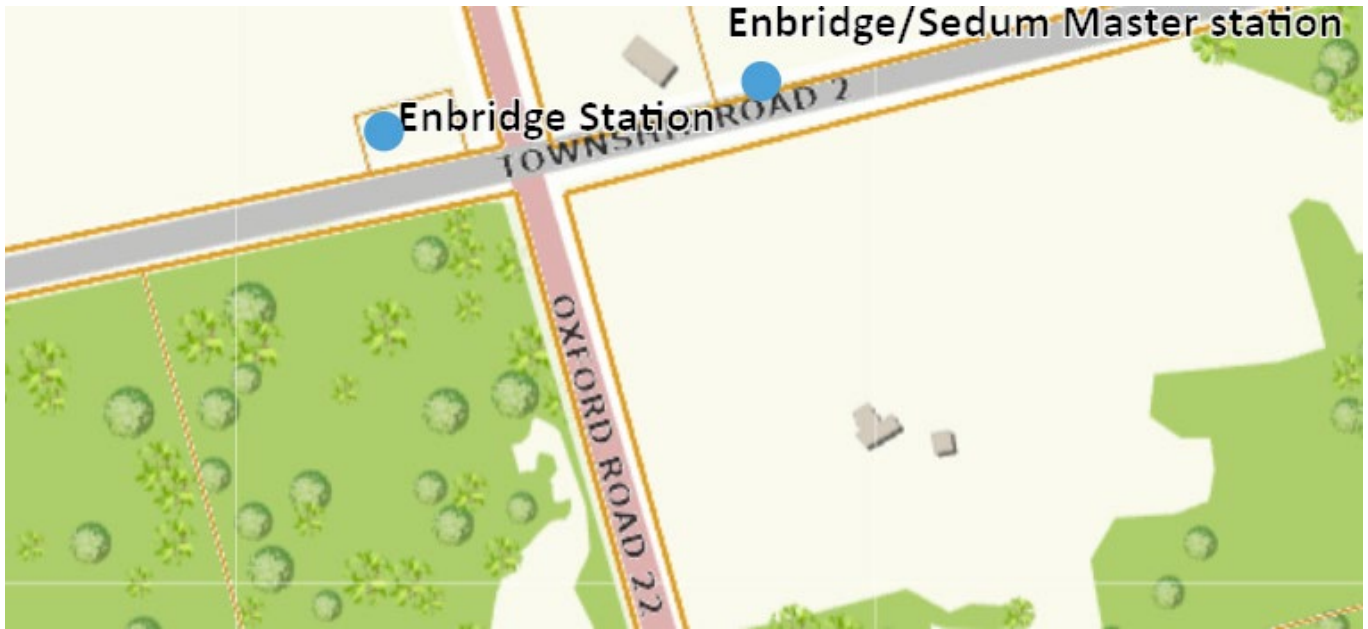 Enbridge/Sedum Master station
Enbridge Station
TOWNSHIP ROAD 2
OXFORD ROAD 22